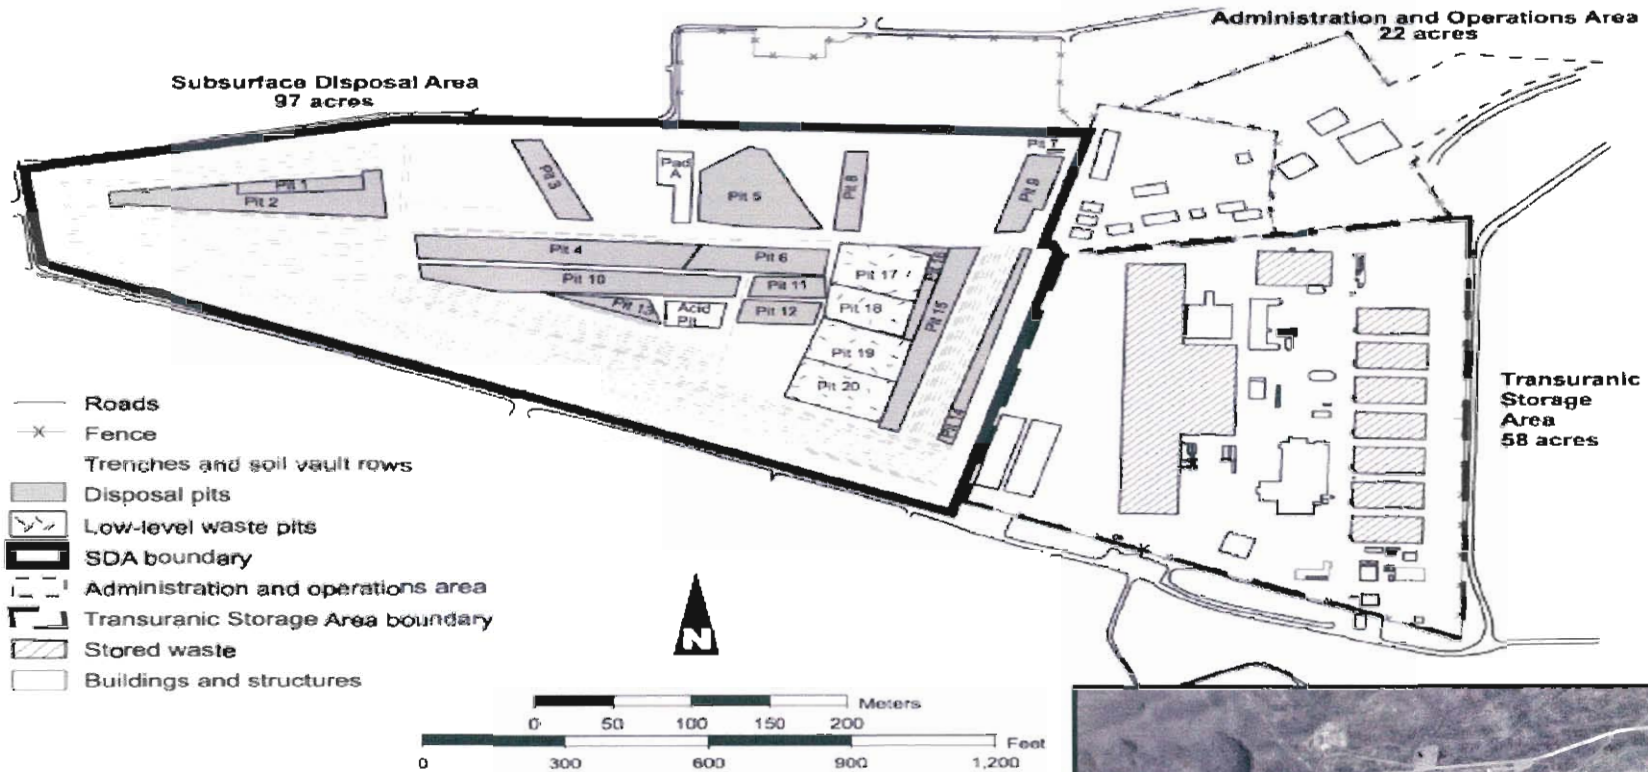 Administration and Operations Area
22 acres
Subsurface Disposal Area
97 acres
Pit 1
Pit 2
Pit 3
Pad
A
Pit 5
Pit 8
Pit 9
Pit 4
Pit 6
Pit 10
Pit 11
Pit 13
Acid
Pit
Pit 12
Pit 17
Pit 16
Pit 18
Pit 15
Pit 19
Pit 20
Pit 14
Transuranic
Storage
Area
58 acres
Roads
Fence
Trenches and soil vault rows
Disposal pits
Low-level waste pits
SDA boundary
Administration and operations area
Transuranic Storage Area boundary
Stored waste
Buildings and structures
N
Meters
0 50 100 150 200
Feet
0 300 600 900 1,200